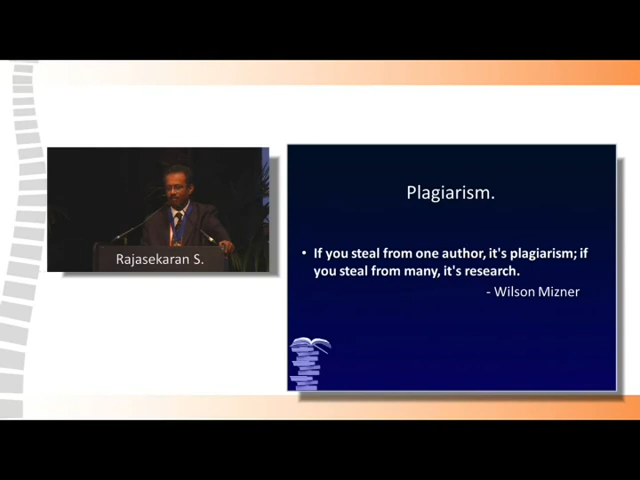 Rajasekaran S.
Plagiarism.
• If you steal from one author, it's plagiarism; if
you steal from many, it's research.
- Wilson Mizner